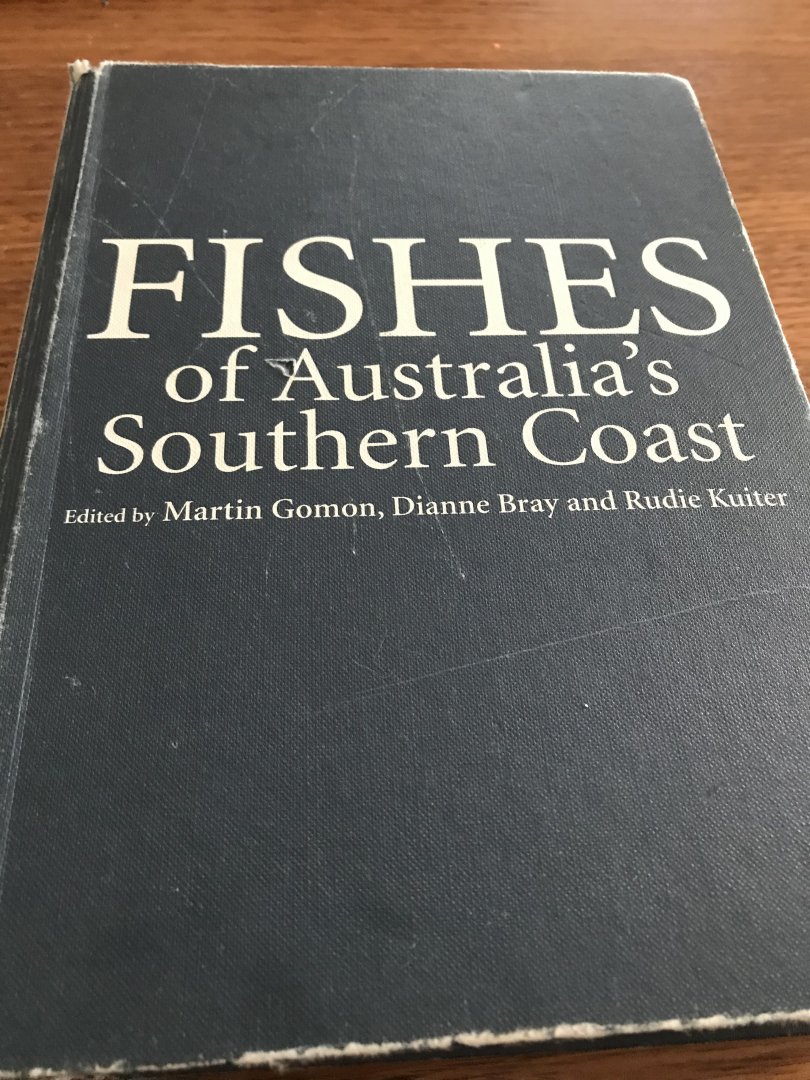 FISHES
of Australia's
Southern Coast
Edited by Martin Gomon, Dianne Bray and Rudie Kuiter